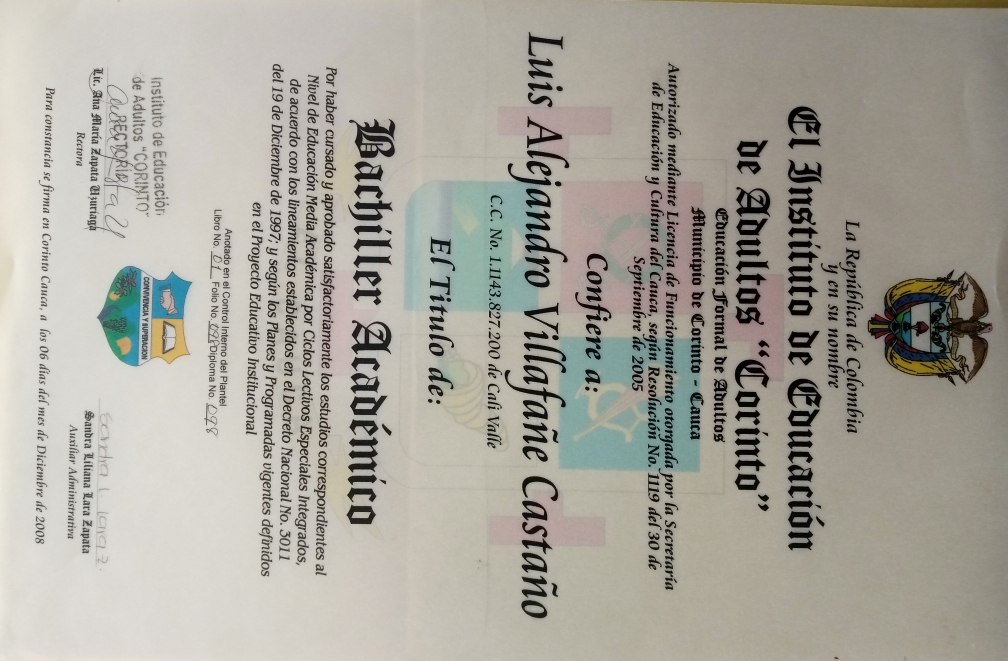 La República de Colombia
y en su nombre
El Instituto de Educación
de Adultos “Corinto”
Educación Formal de Adultos
Municipio de Corinto - Cauca
Autorizado mediante Licencia de Funcionamiento otorgada por la Secretaría
de Educación y Cultura del Cauca, según Resolución No. 1119 del 30 de
Septiembre de 2005
Confiere a:
Luis Alejandro Villafañe Castaño
C.C. No. 1.1143.827.200 de Cali Valle
El Titulo de:
Bachiller Académico
Por haber cursado y aprobado satisfactoriamente los estudios correspondientes al
Nivel de Educación Media Académica por Ciclos Lectivos Especiales Integrados,
de acuerdo con los lineamientos establecidos en el Decreto Nacional No. 3011
del 19 de Diciembre de 1997; y según los Planes y Programadas vigentes definidos
en el Proyecto Educativo Institucional
Anotado en el Control Interno del Plantel
Libro No. 01 Folio No. 098 Diploma No. 098
CONVIVENCIA Y SUPERACION
Instituto de Educación
de Adultos "CORINTO"
RECTORIA
Lic. Ana María Zapata Uzuriaga
Rectora
Sandra L. Lara Z.
Sandra Liliana Lara Zapata
Auxiliar Administrativa
Para constancia se firma en Corinto Cauca, a los 06 días del mes de Diciembre de 2008